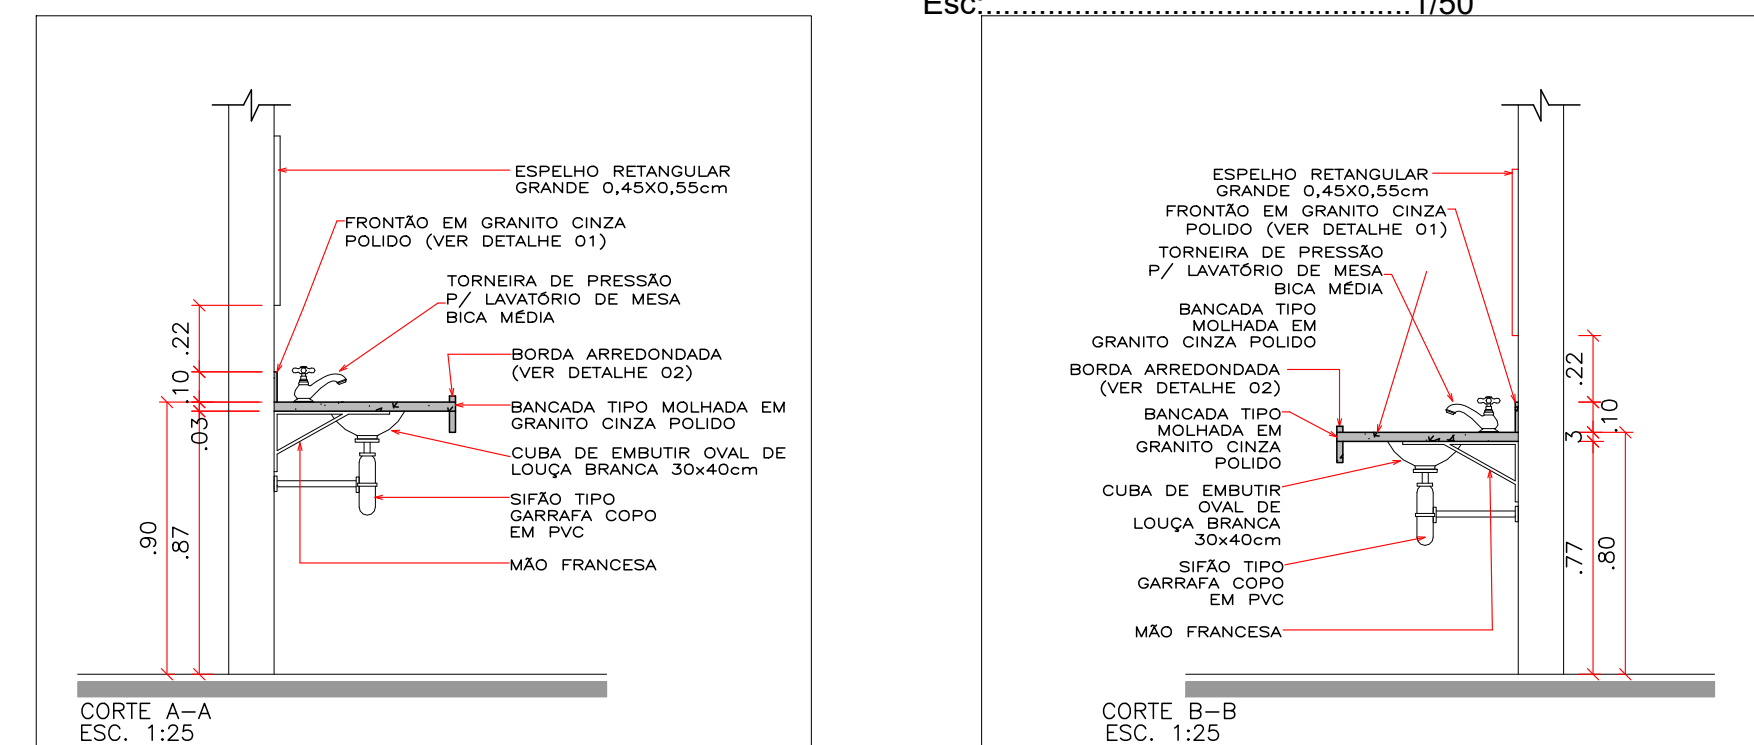 Esc:..............................................1/50
ESPELHO RETANGULAR
GRANDE 0,45X0,55cm
FRONTÃO EM GRANITO CINZA
POLIDO (VER DETALHE 01)
TORNEIRA DE PRESSÃO
P/ LAVATÓRIO DE MESA
BICA MÉDIA
BORDA ARREDONDADA
(VER DETALHE 02)
BANCADA TIPO MOLHADA EM
GRANITO CINZA POLIDO
CUBA DE EMBUTIR OVAL DE
LOUÇA BRANCA 30x40cm
SIFÃO TIPO
GARRAFA COPO
EM PVC
MÃO FRANCESA
.22
.10
.03
.90
.87
CORTE A-A
ESC. 1:25
ESPELHO RETANGULAR
GRANDE 0,45X0,55cm
FRONTÃO EM GRANITO CINZA
POLIDO (VER DETALHE 01)
TORNEIRA DE PRESSÃO
P/ LAVATÓRIO DE MESA
BICA MÉDIA
BANCADA TIPO
MOLHADA EM
GRANITO CINZA POLIDO
BORDA ARREDONDADA
(VER DETALHE 02)
BANCADA TIPO
MOLHADA EM
GRANITO CINZA
POLIDO
CUBA DE EMBUTIR
OVAL DE
LOUÇA BRANCA
30x40cm
SIFÃO TIPO
GARRAFA COPO
EM PVC
MÃO FRANCESA
.22
.10
3
.77
.80
CORTE B-B
ESC. 1:25